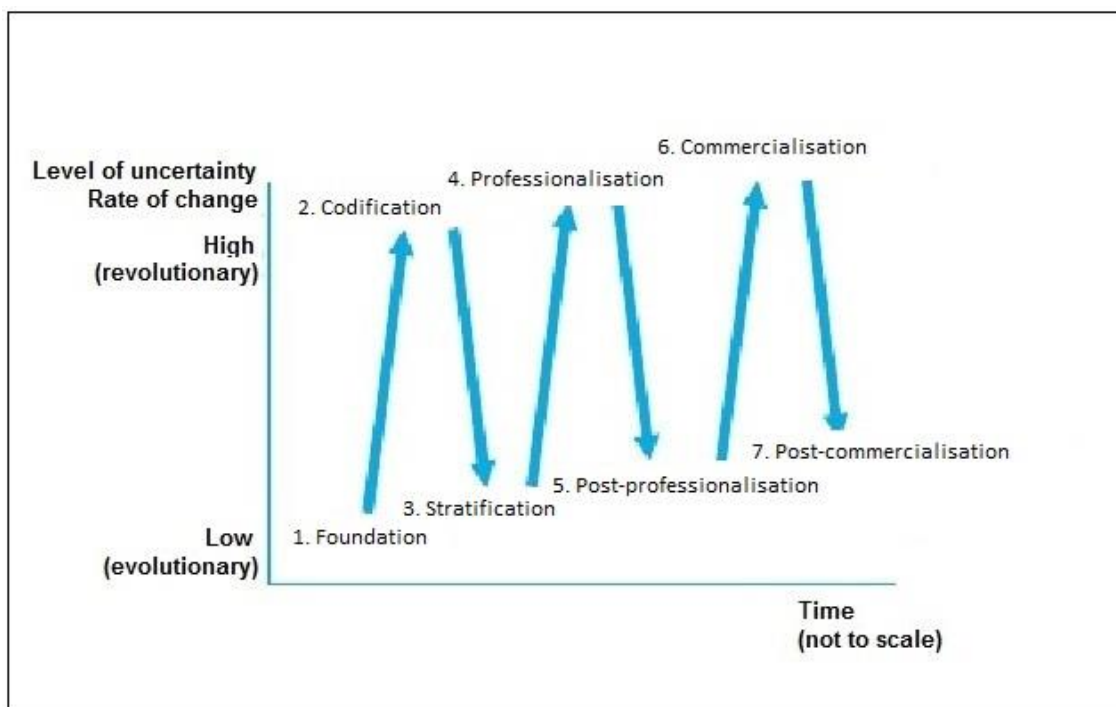 6. Commercialisation
Level of uncertainty
Rate of change
4. Professionalisation
2. Codification
High
(revolutionary)
7. Post-commercialisation
5. Post-professionalisation
3. Stratification
Low
(evolutionary)
1. Foundation
Time
(not to scale)